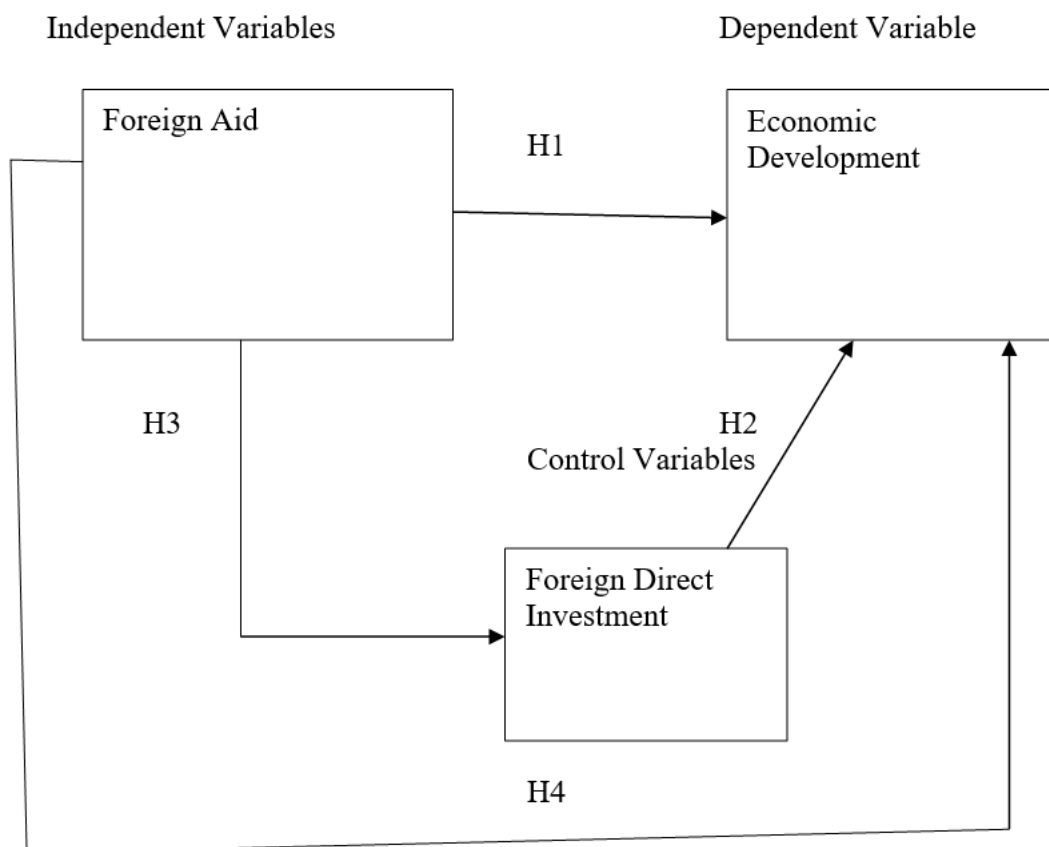 Independent Variables
Dependent Variable
Foreign Aid
Economic
Development
H1
H3
H2
Control Variables
Foreign Direct
Investment
H4